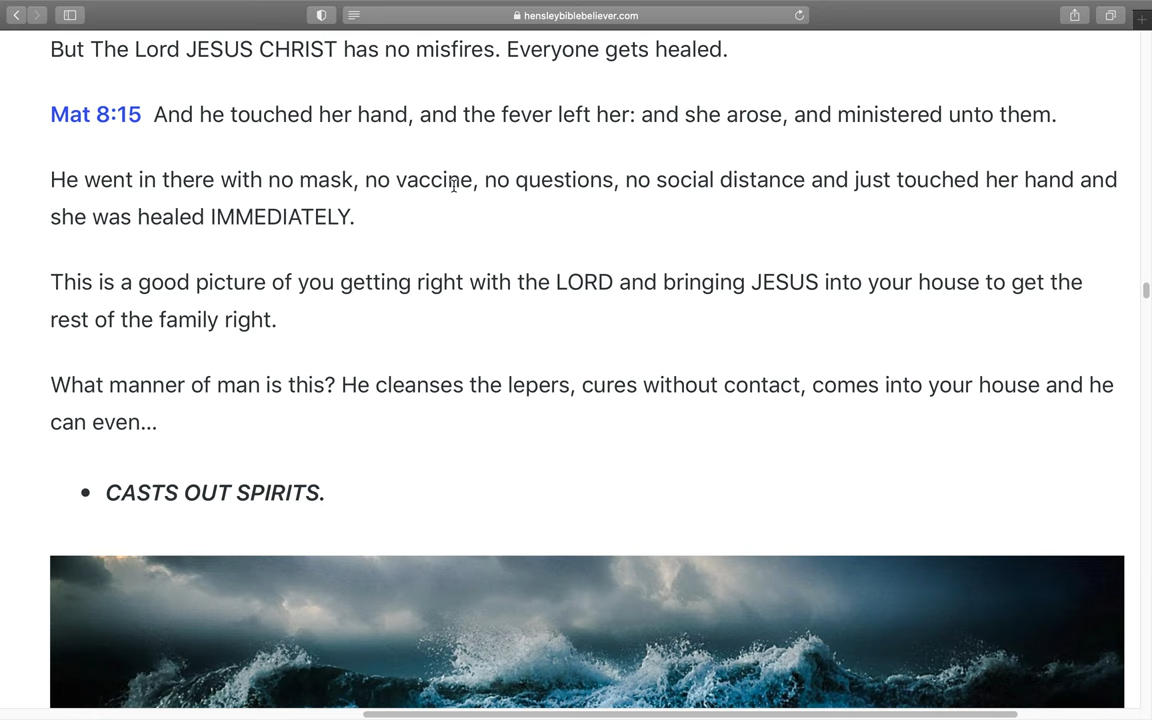 hensleybiblebeliever.com
But The Lord JESUS CHRIST has no misfires. Everyone gets healed.
Mat 8:15 And he touched her hand, and the fever left her: and she arose, and ministered unto them.
He went in there with no mask, no vaccine, no questions, no social distance and just touched her hand and
she was healed IMMEDIATELY.
This is a good picture of you getting right with the LORD and bringing JESUS into your house to get the
rest of the family right.
What manner of man is this? He cleanses the lepers, cures without contact, comes into your house and he
can even...
• CASTS OUT SPIRITS.